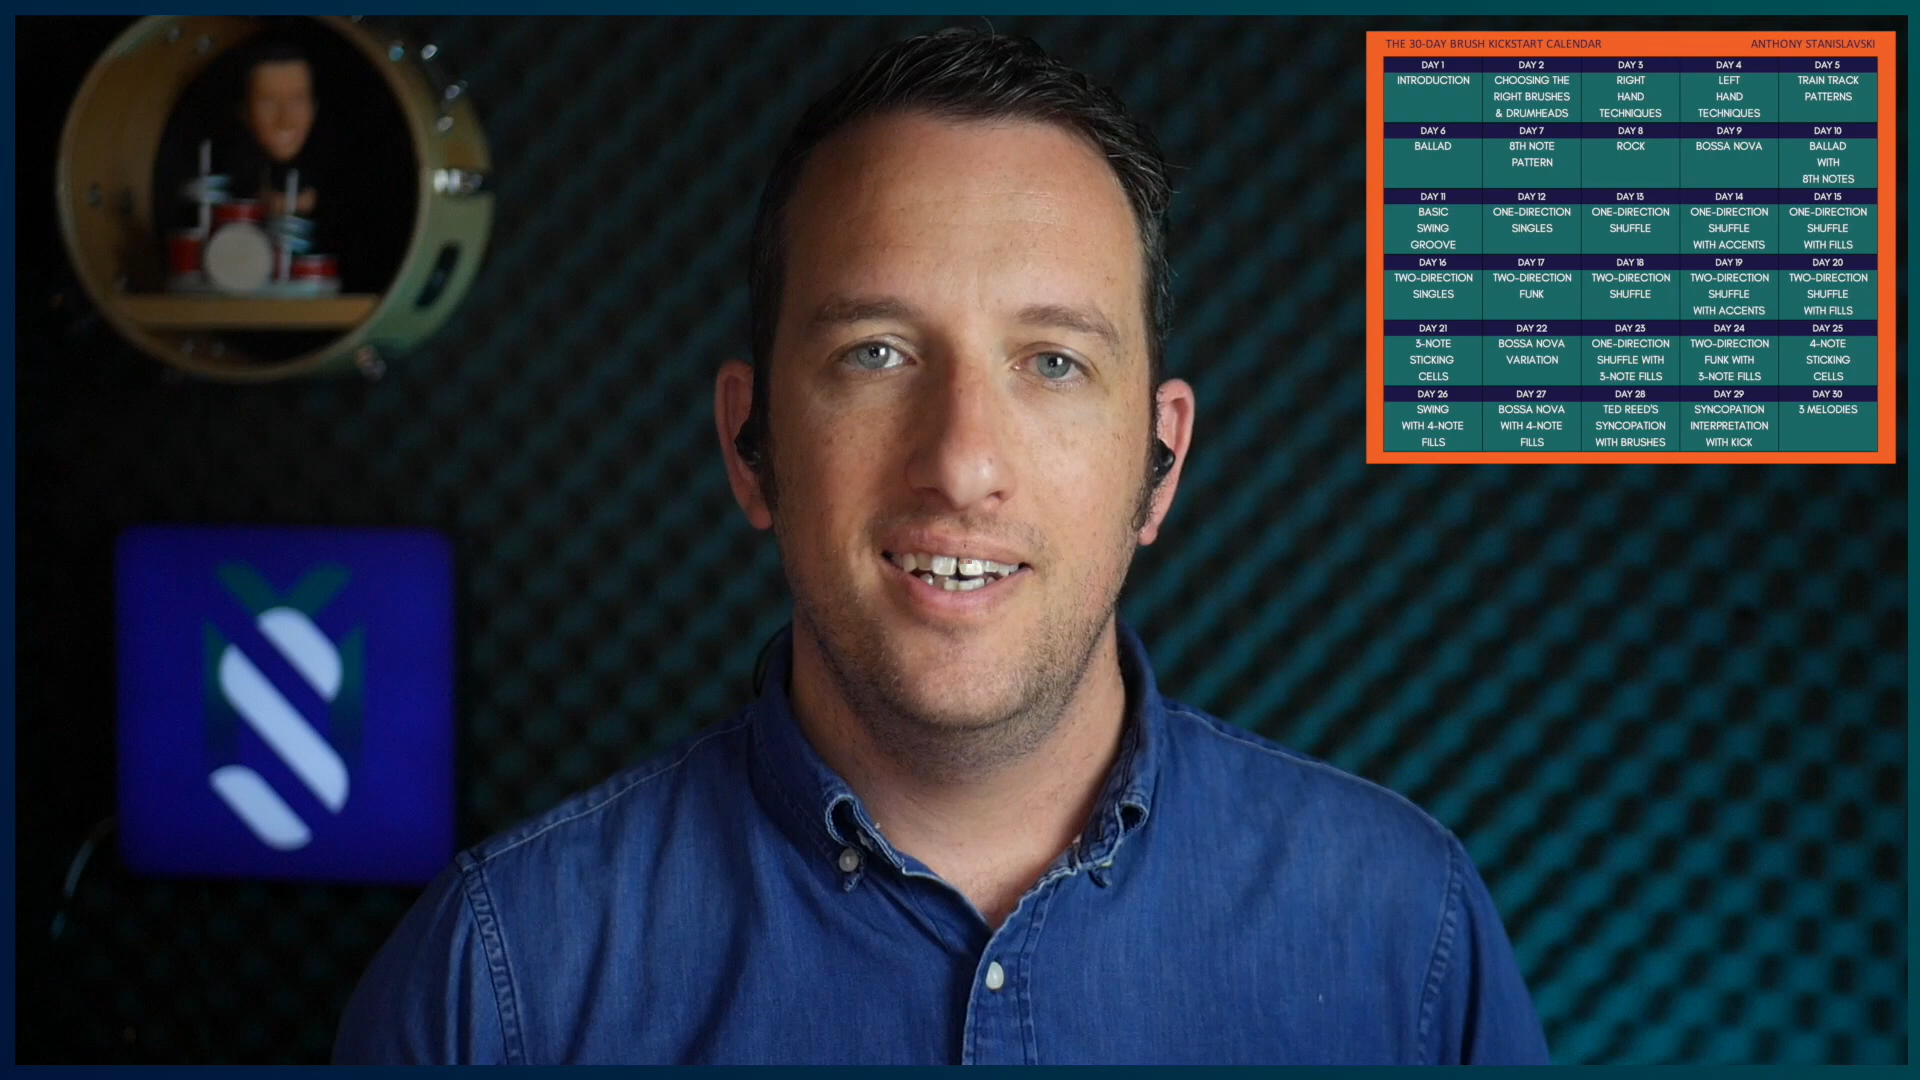 THE 30-DAY BRUSH KICKSTART CALENDAR
ANTHONY STANISLAVSKI
DAY 1
DAY 2
DAY 3
DAY 4
DAY 5
INTRODUCTION
CHOOSING THE
RIGHT BRUSHES
& DRUMHEADS
RIGHT
HAND
TECHNIQUES
LEFT
HAND
TECHNIQUES
TRAIN TRACK
PATTERNS
DAY 6
DAY 7
DAY 8
DAY 9
DAY 10
BALLAD
8TH NOTE
PATTERN
ROCK
BOSSA NOVA
BALLAD
WITH
8TH NOTES
DAY 11
DAY 12
DAY 13
DAY 14
DAY 15
BASIC
SWING
GROOVE
ONE-DIRECTION
SINGLES
ONE-DIRECTION
SHUFFLE
ONE-DIRECTION
SHUFFLE
WITH ACCENTS
ONE-DIRECTION
SHUFFLE
WITH FILLS
DAY 16
DAY 17
DAY 18
DAY 19
DAY 20
TWO-DIRECTION
SINGLES
TWO-DIRECTION
FUNK
TWO-DIRECTION
SHUFFLE
TWO-DIRECTION
SHUFFLE
WITH ACCENTS
TWO-DIRECTION
SHUFFLE
WITH FILLS
DAY 21
DAY 22
DAY 23
DAY 24
DAY 25
3-NOTE
STICKING
CELLS
BOSSA NOVA
VARIATION
ONE-DIRECTION
SHUFFLE WITH
3-NOTE FILLS
TWO-DIRECTION
FUNK WITH
3-NOTE FILLS
4-NOTE
STICKING
CELLS
DAY 26
DAY 27
DAY 28
DAY 29
DAY 30
SWING
WITH 4-NOTE
FILLS
BOSSA NOVA
WITH 4-NOTE
FILLS
TED REED'S
SYNCOPATION
WITH BRUSHES
SYNCOPATION
INTERPRETATION
WITH KICK
3 MELODIES